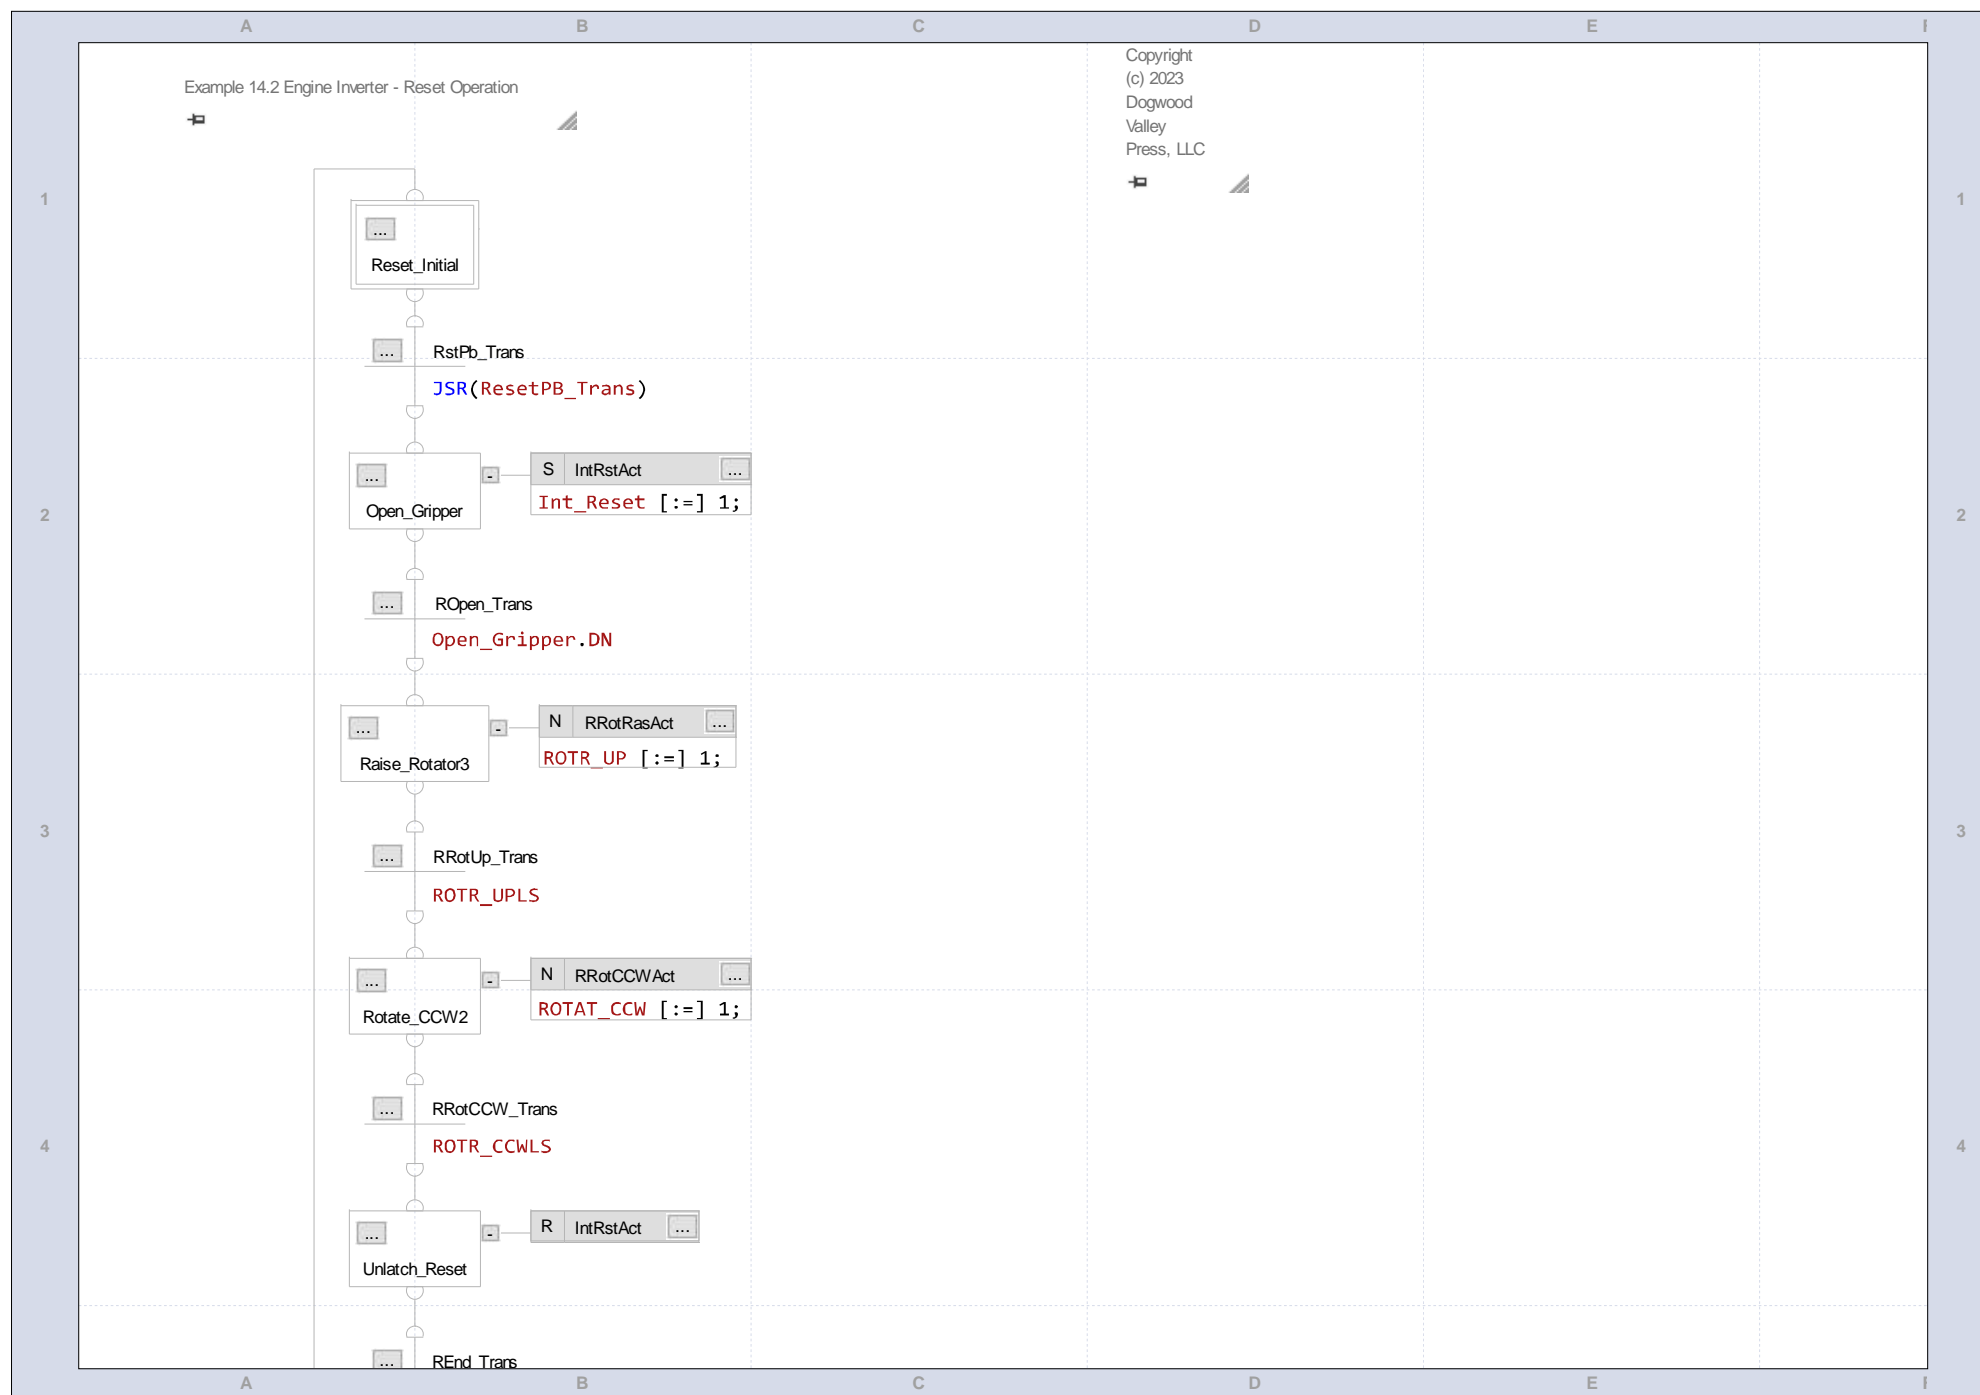 A B C D E
Example 14.2 Engine Inverter - Reset Operation
Copyright
(c) 2023
Dogwood
Valley
Press, LLC
1 1
...
Reset_Initial
... RstPb_Trans
JSR(ResetPB_Trans)
... - S IntRstAct ...
Int_Reset [:=] 1;
Open_Gripper
2 2
... ROpen_Trans
Open_Gripper.DN
... - N RRotRasAct ...
ROTR_UP [:=] 1;
Raise_Rotator3
3 3
... RRotUp_Trans
ROTR_UPLS
... - N RRotCCWAct ...
ROTAT_CCW [:=] 1;
Rotate_CCW2
... RRotCCW_Trans
4 ROTR_CCWLS 4
... - R IntRstAct ...
Unlatch_Reset
... REnd_Trans
A B C D E